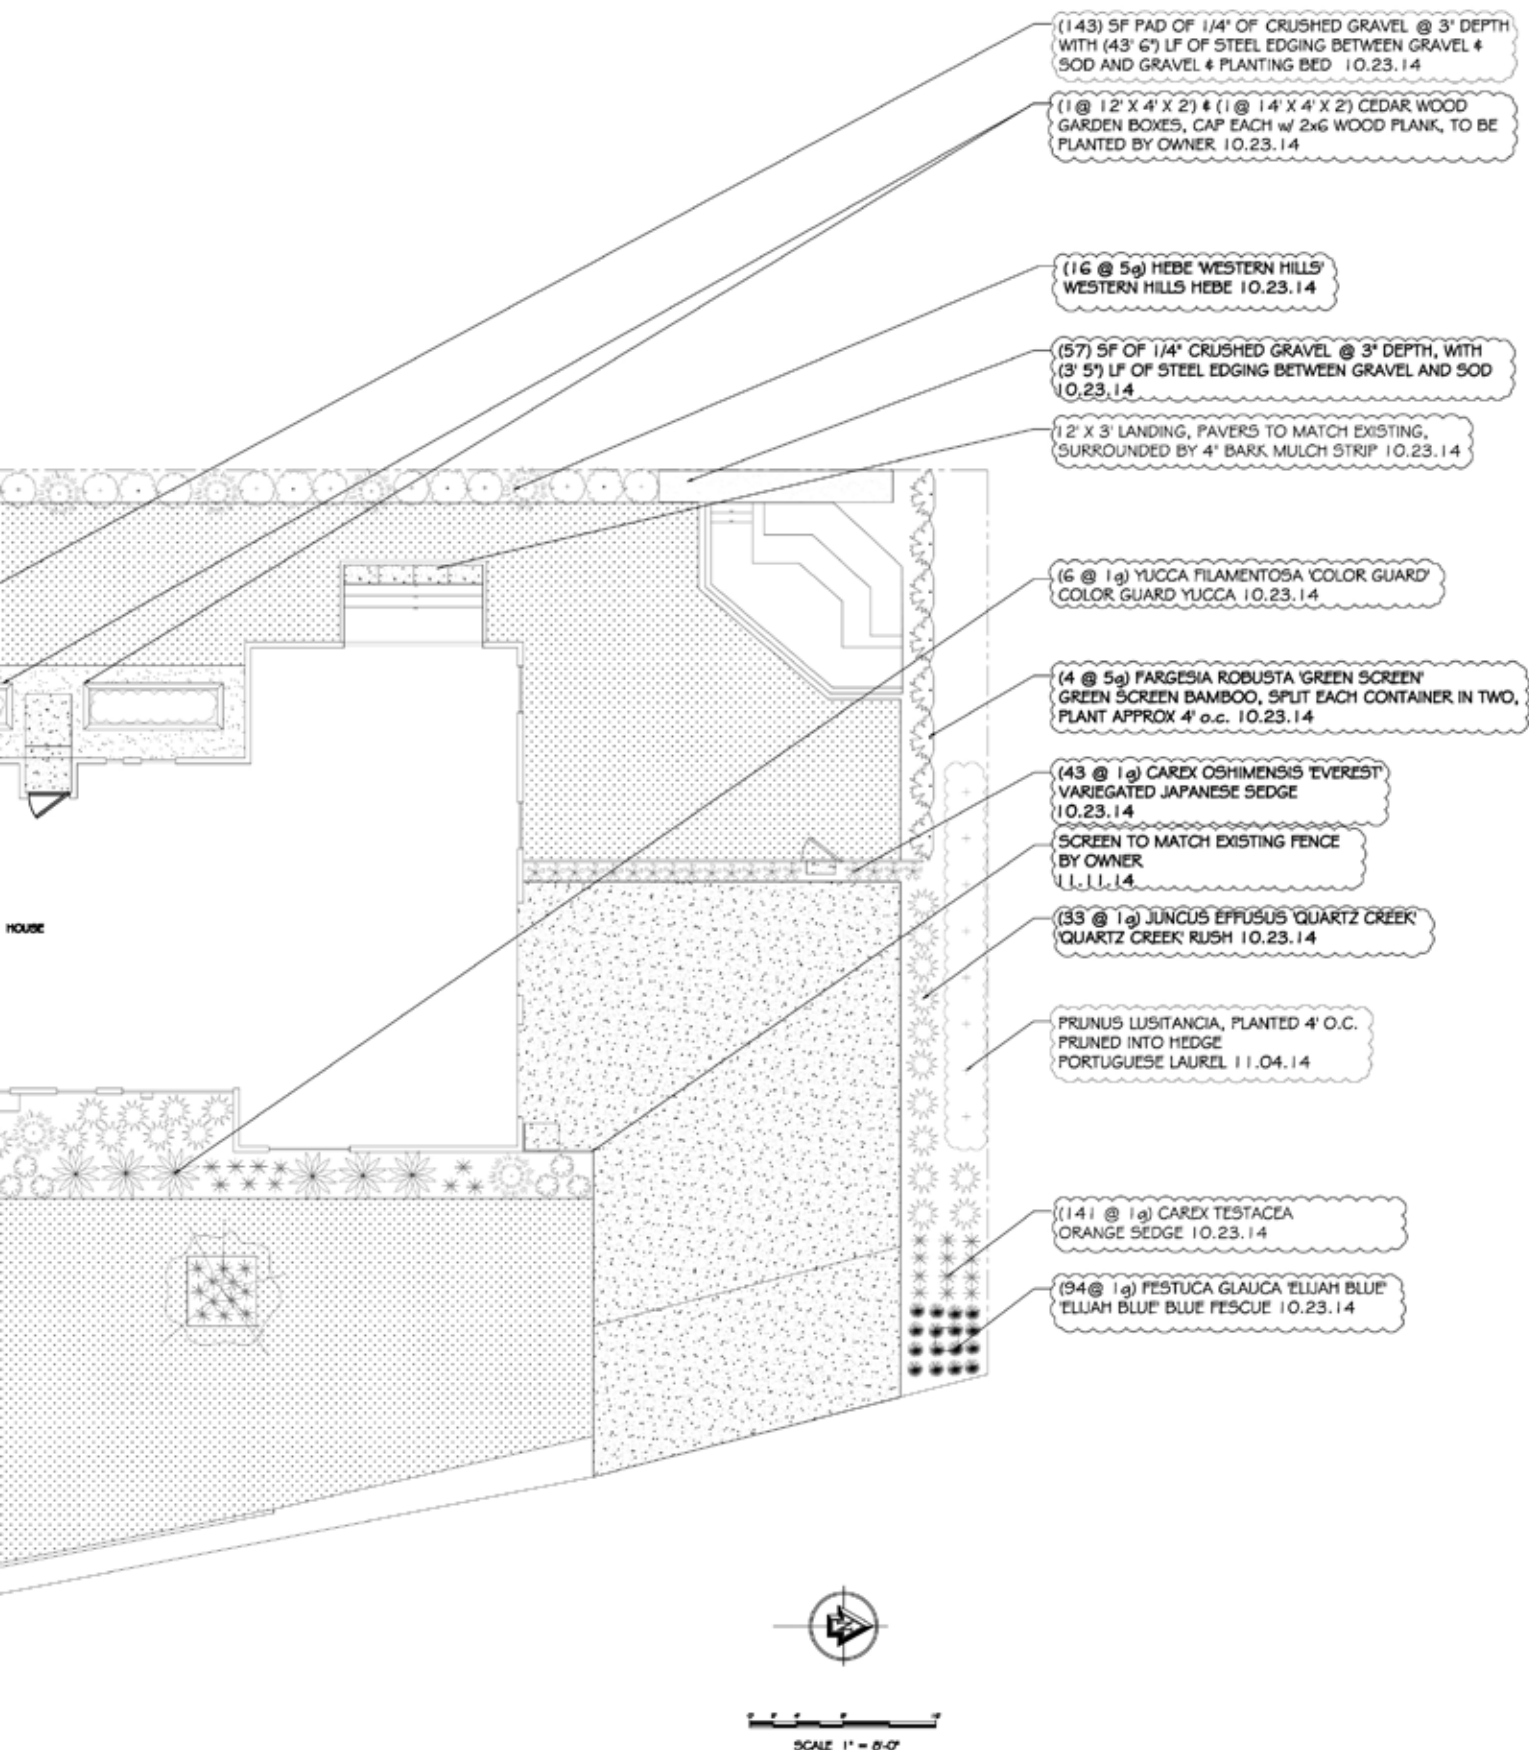 (143) SF PAD OF 1/4" OF CRUSHED GRAVEL @ 3" DEPTH
WITH (43' 6") LF OF STEEL EDGING BETWEEN GRAVEL &
SOD AND GRAVEL & PLANTING BED 10.23.14
(1@ 12' X 4' X 2') & (1@ 14' X 4' X 2') CEDAR WOOD
GARDEN BOXES, CAP EACH w/ 2x6 WOOD PLANK, TO BE
PLANTED BY OWNER 10.23.14
(16 @ 5g) HEBE 'WESTERN HILLS'
WESTERN HILLS HEBE 10.23.14
(57) SF OF 1/4" CRUSHED GRAVEL @ 3" DEPTH, WITH
(3' 5") LF OF STEEL EDGING BETWEEN GRAVEL AND SOD
10.23.14
12' X 3' LANDING, PAVERS TO MATCH EXISTING,
SURROUNDED BY 4" BARK MULCH STRIP 10.23.14
(6 @ 1g) YUCCA FILAMENTOSA 'COLOR GUARD'
COLOR GUARD YUCCA 10.23.14
(4 @ 5g) FARGESIA ROBUSTA 'GREEN SCREEN'
GREEN SCREEN BAMBOO, SPLIT EACH CONTAINER IN TWO,
PLANT APPROX 4' o.c. 10.23.14
(43 @ 1g) CAREX OSHIMENSIS 'EVEREST'
VARIEGATED JAPANESE SEDGE
10.23.14
SCREEN TO MATCH EXISTING FENCE
BY OWNER
11.11.14
(33 @ 1g) JUNCUS EFFUSUS 'QUARTZ CREEK'
'QUARTZ CREEK' RUSH 10.23.14
PRUNUS LUSITANCIA, PLANTED 4' O.C.
PRUNED INTO HEDGE
PORTUGUESE LAUREL 11.04.14
(141 @ 1g) CAREX TESTACEA
ORANGE SEDGE 10.23.14
(94@ 1g) FESTUCA GLAUCA 'ELIJAH BLUE'
'ELIJAH BLUE' BLUE FESCUE 10.23.14
HOUSE
N
SCALE 1" = 8'-0"